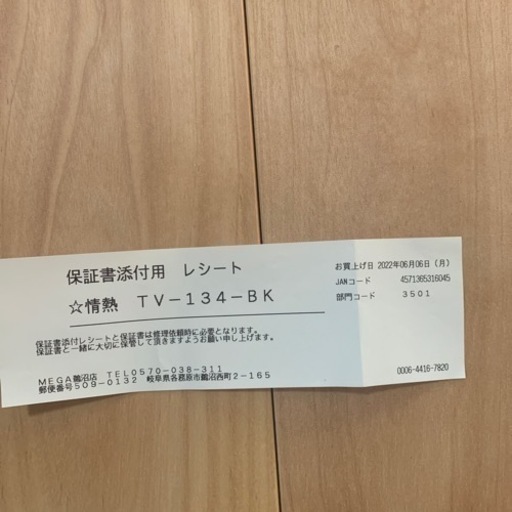 保証書添付用 レシート
☆情熱 TV-134-BK
保証書添付レシートと保証書は修理依頼時に必要となります。
保証書と一緒に大切に保管して頂きますようお願い申し上げます。
MEGA鵜沼店 TEL0570-038-311
郵便番号509-0132 岐阜県各務原市鵜沼西町2-165
お買上げ日 2022年06月06日 (月)
JANコード 4571365316045
部門コード 3501
0006-4416-7820